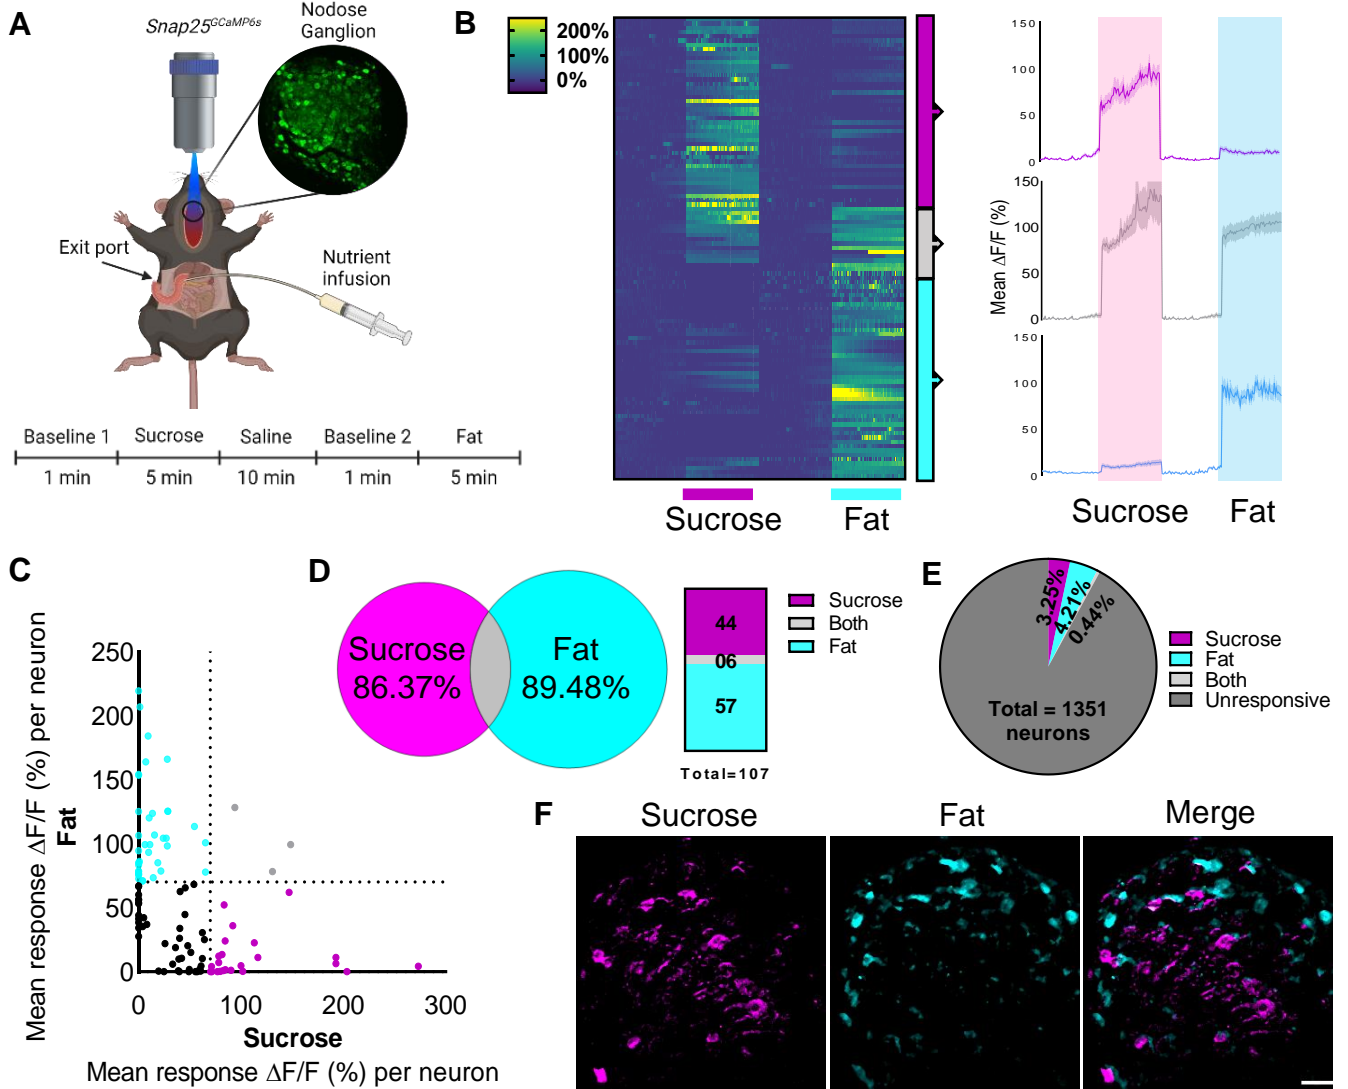 A
Snap25^GCaMP6s
Nodose
Ganglion
Exit port
Nutrient
infusion
Baseline 1
Sucrose
Saline
Baseline 2
Fat
1 min
5 min
10 min
1 min
5 min
B
200%
100%
0%
Sucrose
Fat
Mean ΔF/F (%)
150
100
50
0
150
100
50
0
150
100
50
0
Sucrose
Fat
C
Mean response ΔF/F (%) per neuron
Fat
250
200
150
100
50
0
0
100
200
300
Sucrose
Mean response ΔF/F (%) per neuron
D
Sucrose
86.37%
Fat
89.48%
44
06
57
Total=107
Sucrose
Both
Fat
E
3.25%
4.21%
0.44%
Total = 1351
neurons
Sucrose
Fat
Both
Unresponsive
F
Sucrose
Fat
Merge